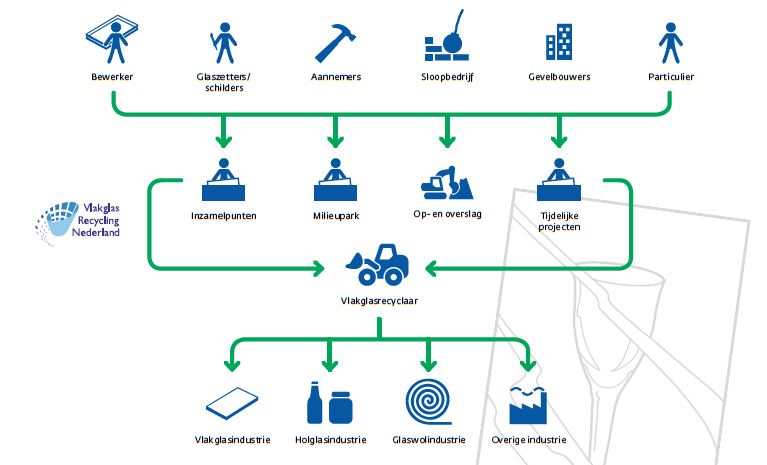 Bewerker
Glaszetters/
schilders
Aannemers
Sloopbedrijf
Gevelbouwers
Particulier
Inzamelpunten
Milieupark
Op- en overslag
Tijdelijke
projecten
Vlakglas
Recycling
Nederland
Vlakglasrecyclaar
Vlakglasindustrie
Holglasindustrie
Glaswolindustrie
Overige industrie